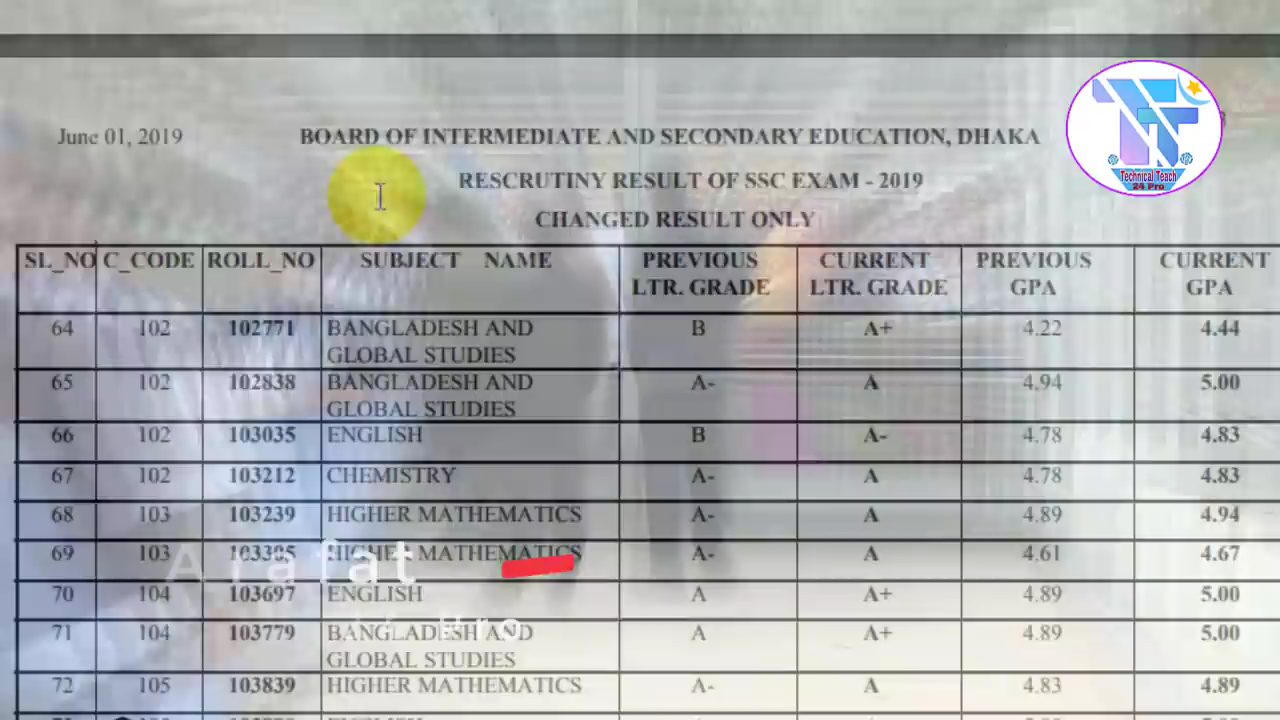 June 01, 2019 BOARD OF INTERMEDIATE AND SECONDARY EDUCATION, DHAKA
ESCRUTINY RESULT OF SSC EXAM - 2019
CHANGED RESULT ONLY
Technical Teach
24 Pro
SL_NO C_CODE ROLL_NO SUBJECT NAME PREVIOUS LTR. GRADE CURRENT LTR. GRADE PREVIOUS GPA CURRENT GPA
64 102 102771 BANGLADESH AND GLOBAL STUDIES B A+ 4.22 4.44
65 102 102838 BANGLADESH AND GLOBAL STUDIES A- A 4.94 5.00
66 102 103035 ENGLISH B A- 4.78 4.83
67 102 103212 CHEMISTRY A- A 4.78 4.83
68 103 103239 HIGHER MATHEMATICS A- A 4.89 4.94
69 103 103305 HIGHER MATHEMATICS A- A 4.61 4.67
Arafat
70 104 103697 ENGLISH A A+ 4.89 5.00
71 104 103779 BANGLADESH AND GLOBAL STUDIES A A+ 4.89 5.00
72 105 103839 HIGHER MATHEMATICS A- A 4.83 4.89